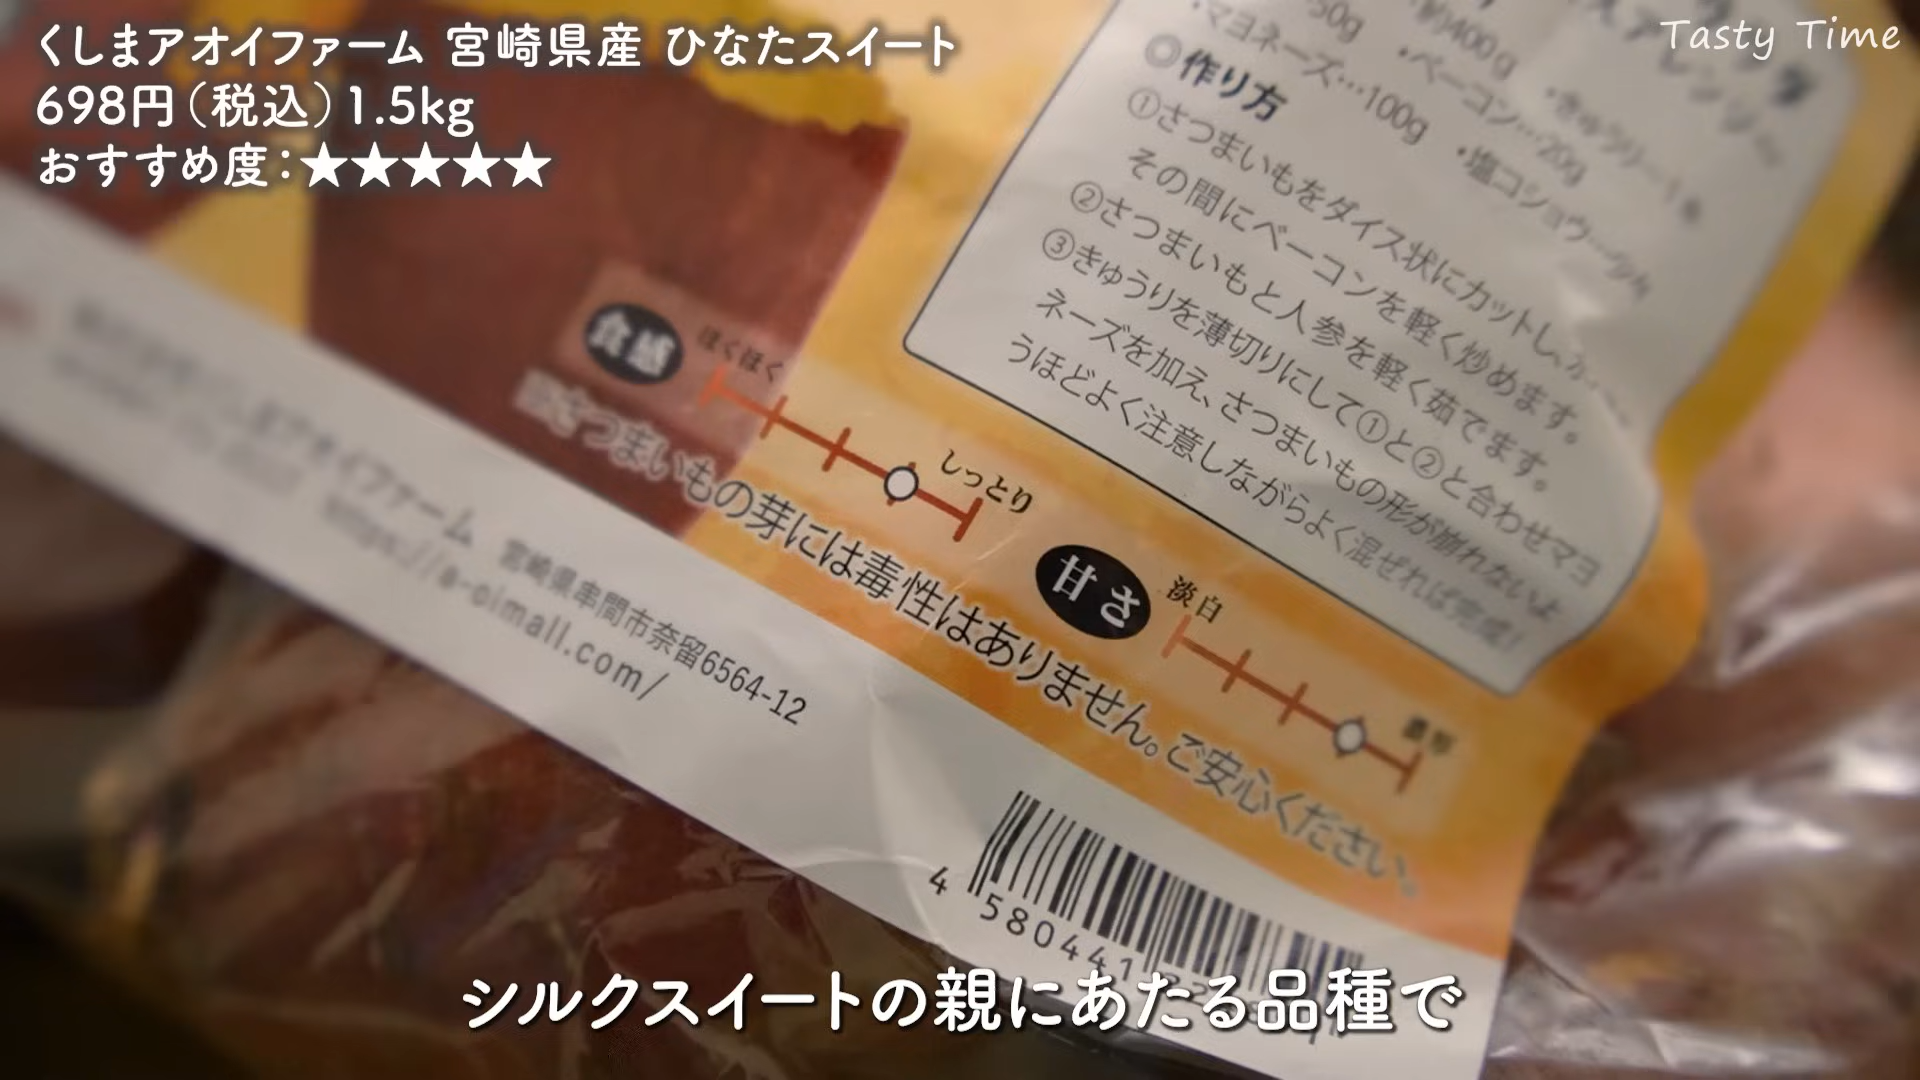 くしまアオイファーム 宮崎県産 ひなたスイート
698円（税込）1.5kg
おすすめ度：★★★★★
Tasty Time
・マヨネーズ…100g ・ベーコン…20g
・塩コショウ…少々
◎作り方
①さつまいもをダイス状にカットし、
その間にベーコンを軽く炒めます。
②さつまいもと人参を軽く茹でます。
③きゅうりを薄切りにして①と②と合わせマヨ
ネーズを加え、さつまいもの形が崩れないよ
うほどよく注意しながらよく混ぜれば完成！
食感 ほくほく しっとり
甘さ 淡白
さつまいもの芽には毒性はありません。ご安心ください。
アオイファーム 宮崎県串間市奈留6564-12
https://a-oimall.com/
4 580441
シルクスイートの親にあたる品種で